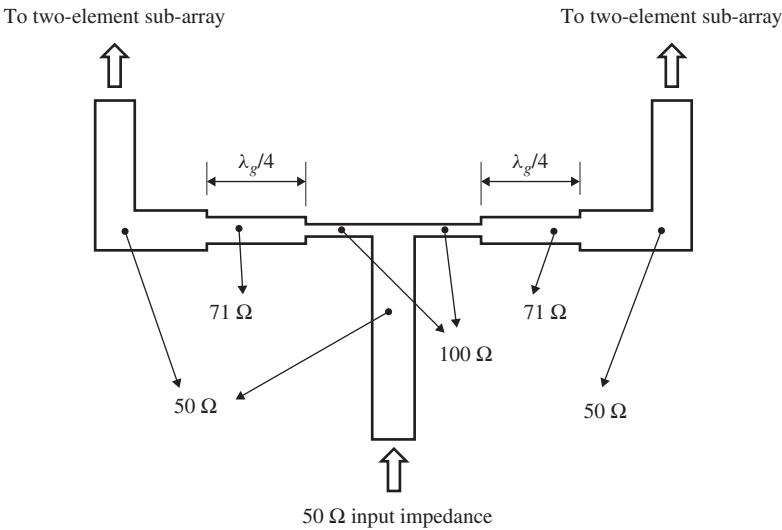 To two-element sub-array
To two-element sub-array
λg/4
λg/4
71 Ω
71 Ω
100 Ω
50 Ω
50 Ω
50 Ω input impedance